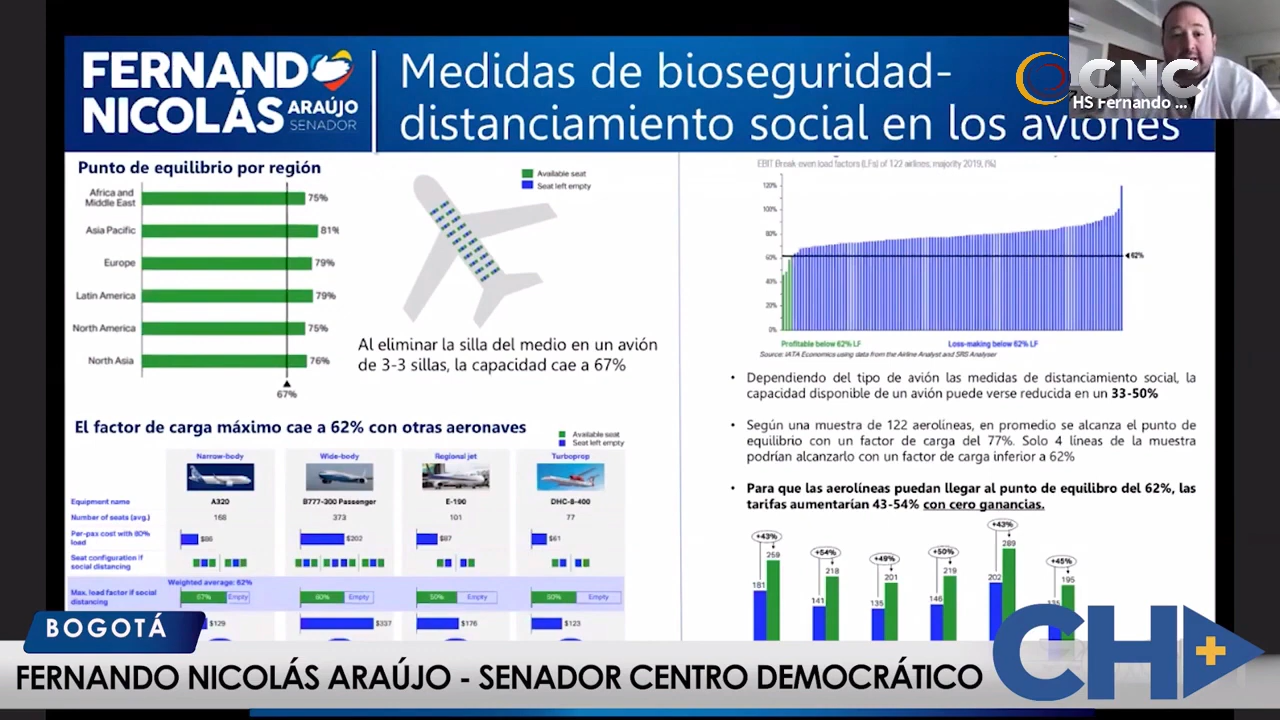 FERNANDO
NICOLÁS ARAÚJO
SENADOR
Medidas de bioseguridad-
distanciamiento social en los aviones
CNC
HS Fernando ...
Punto de equilibrio por región
Africa and
Middle East
75%
Asia Pacific
81%
Europe
79%
Latin America
79%
North America
75%
North Asia
76%
67%
Available seat
Seat left empty
Al eliminar la silla del medio en un avión
de 3-3 sillas, la capacidad cae a 67%
El factor de carga máximo cae a 62% con otras aeronaves
Available seat
Seat left empty
Narrow-body Wide-body Regional jet Turboprop
Equipment name A320 B777-300 Passenger E-190 DHC-8-400
Number of seats (avg.) 168 373 101 77
Per-pax cost with 80%
load
$86 $202 $87 $61
Seat configuration if
social distancing
Weighted average: 62%
Max. load factor if social
distancing
67% Empty 60% Empty 50% Empty 50% Empty
$129 $337 $176 $123
EBIT Break even load factors (LFs) of 122 airlines, majority 2019, (%)
120%
100%
80%
60%
40%
20%
0%
62%
Profitable below 62% LF Loss-making below 62% LF
Source: IATA Economics using data from the Airline Analyst and SRS Analyser
• Dependiendo del tipo de avión las medidas de distanciamiento social, la
capacidad disponible de un avión puede verse reducida en un 33-50%
• Según una muestra de 122 aerolíneas, en promedio se alcanza el punto de
equilibrio con un factor de carga del 77%. Solo 4 líneas de la muestra
podrían alcanzarlo con un factor de carga inferior a 62%
• Para que las aerolíneas puedan llegar al punto de equilibro del 62%, las
tarifas aumentarían 43-54% con cero ganancias.
+43% +54% +49% +50% +43% +45%
181 259 141 218 135 201 146 219 202 289 195
BOGOTÁ
FERNANDO NICOLÁS ARAÚJO - SENADOR CENTRO DEMOCRÁTICO
CH+